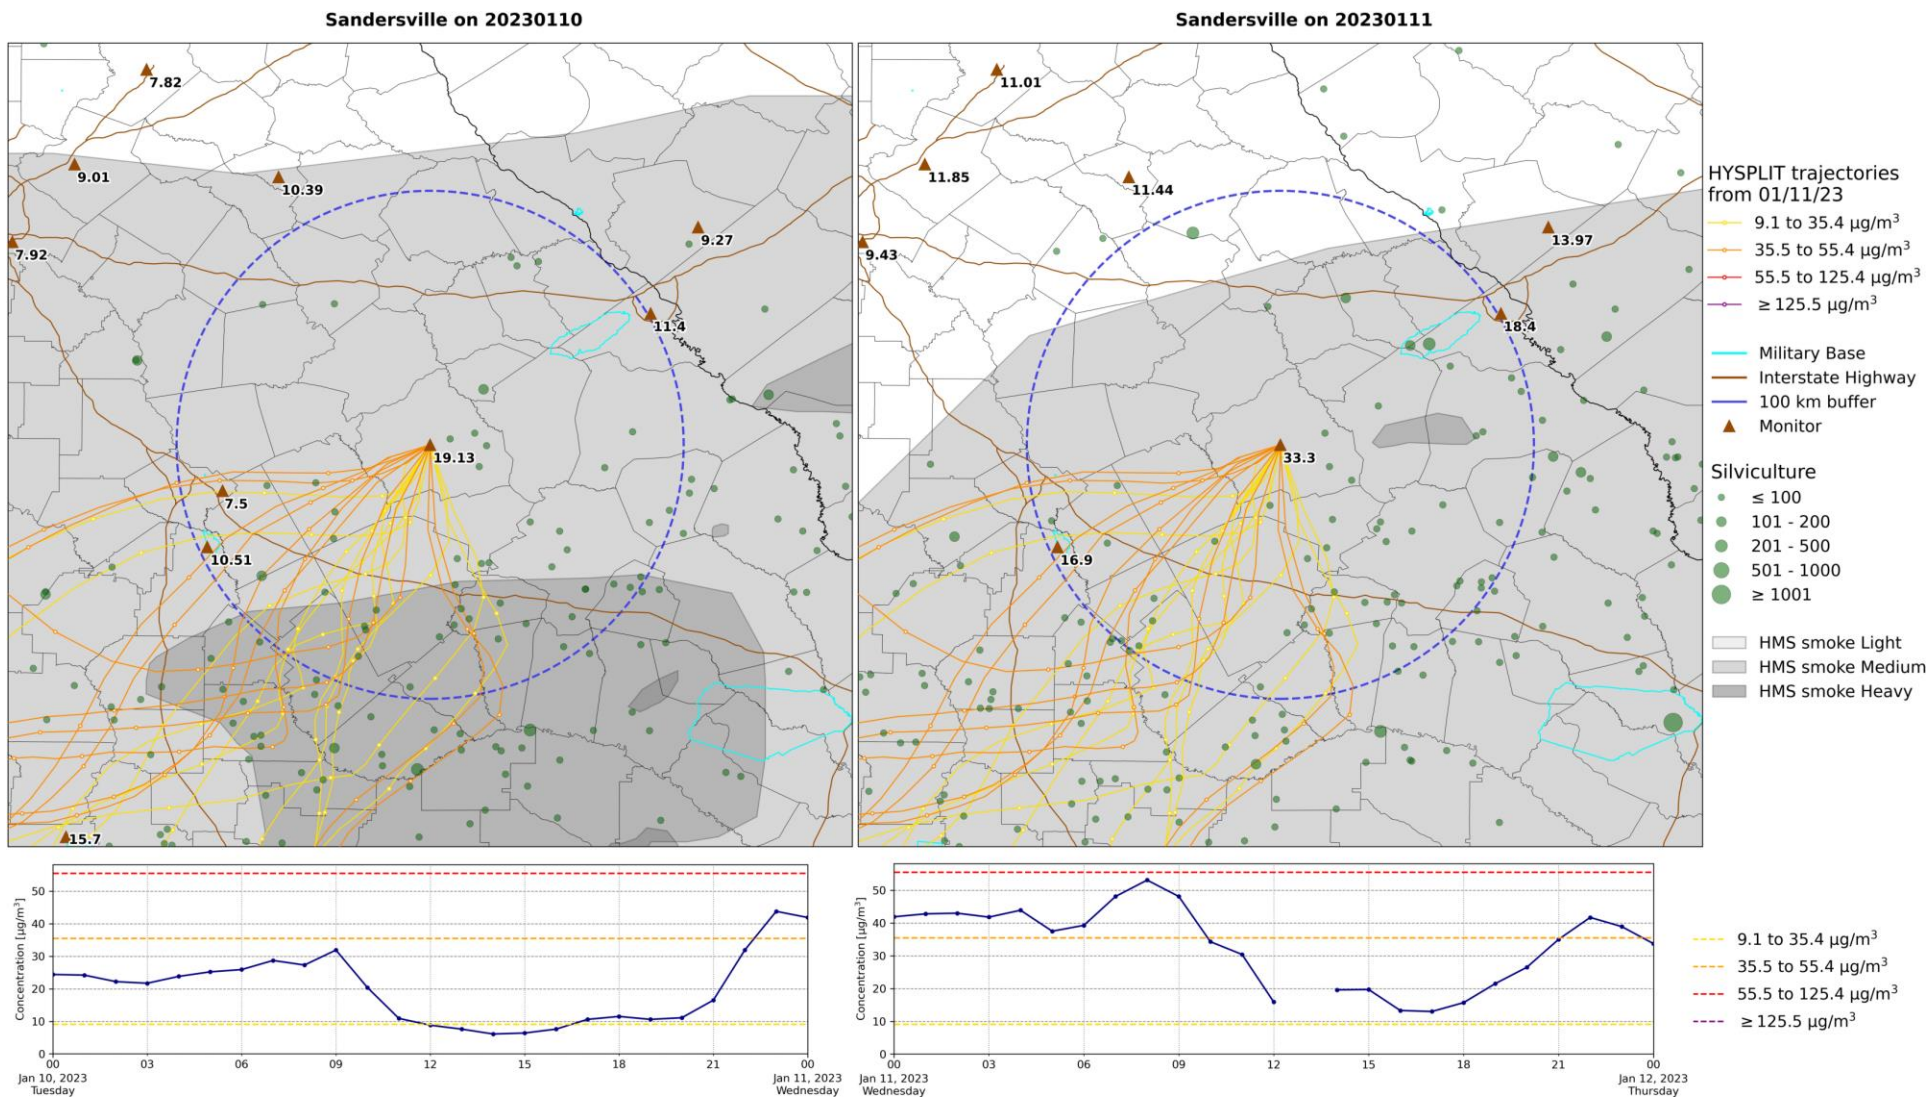 Sandersville on 20230110
7.82
9.01
10.39
7.92
9.27
11.4
19.13
7.5
10.51
15.7
Sandersville on 20230111
11.01
11.85
11.44
9.43
13.97
18.4
33.3
16.9
HYSPLIT trajectories
from 01/11/23
9.1 to 35.4 μg/m³
35.5 to 55.4 μg/m³
55.5 to 125.4 μg/m³
≥ 125.5 μg/m³
Military Base
Interstate Highway
100 km buffer
Monitor
Silviculture
≤ 100
101 - 200
201 - 500
501 - 1000
≥ 1001
HMS smoke Light
HMS smoke Medium
HMS smoke Heavy
Concentration [μg/m³]
50
40
30
20
10
0
00
03
06
09
12
15
18
21
00
Jan 10, 2023
Tuesday
Jan 11, 2023
Wednesday
Concentration [μg/m³]
50
40
30
20
10
0
00
03
06
09
12
15
18
21
00
Jan 11, 2023
Wednesday
Jan 12, 2023
Thursday
9.1 to 35.4 μg/m³
35.5 to 55.4 μg/m³
55.5 to 125.4 μg/m³
≥ 125.5 μg/m³